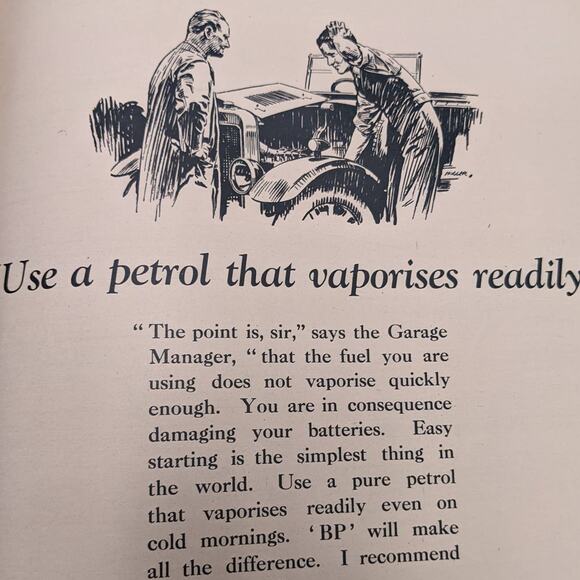 "Use a petrol that vaporises readily
" The point is, sir," says the Garage
Manager, " that the fuel you are
using does not vaporise quickly
enough. You are in consequence
damaging your batteries. Easy
starting is the simplest thing in
the world. Use a pure petrol
that vaporises readily even on
cold mornings. ' BP ' will make
all the difference. I recommend